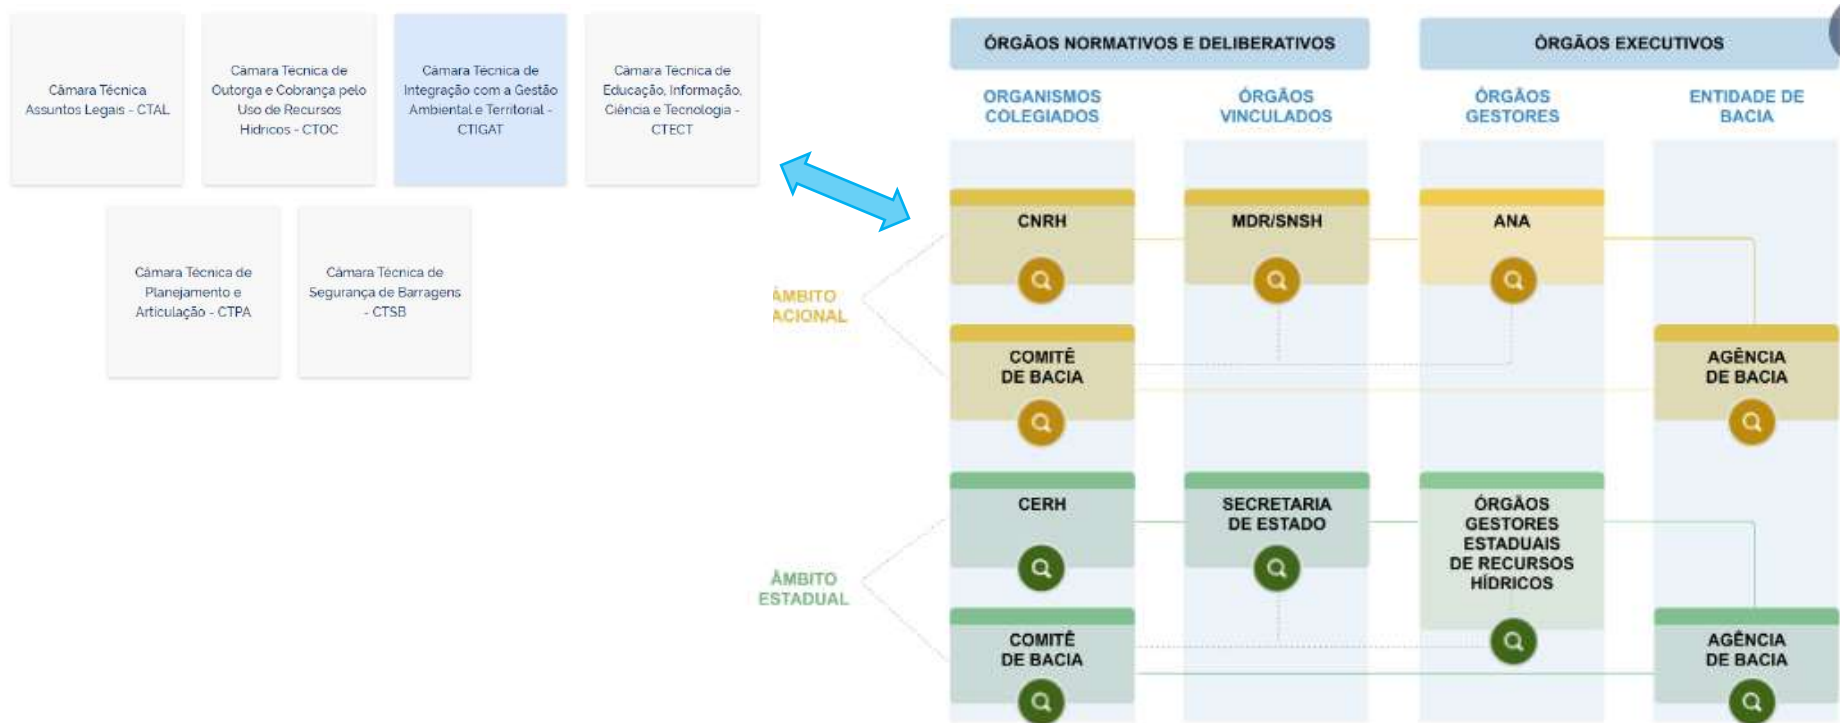 Câmara Técnica
Assuntos Legais - CTAL
Câmara Técnica de
Outorga e Cobrança pelo
Uso de Recursos
Hídricos - CTOC
Câmara Técnica de
Integração com a Gestão
Ambiental e Territorial -
CTIGAT
Câmara Técnica de
Educação, Informação,
Ciência e Tecnologia -
CTECT
Câmara Técnica de
Planejamento e
Articulação - CTPA
Câmara Técnica de
Segurança de Barragens
- CTSB
ÓRGÃOS NORMATIVOS E DELIBERATIVOS
ÓRGÃOS EXECUTIVOS
ORGANISMOS
COLEGIADOS
ÓRGÃOS
VINCULADOS
ÓRGÃOS
GESTORES
ENTIDADE DE
BACIA
ÂMBITO
ACIONAL
CNRH
MDR/SNSH
ANA
COMITÊ
DE BACIA
AGÊNCIA
DE BACIA
ÂMBITO
ESTADUAL
CERH
SECRETARIA
DE ESTADO
ÓRGÃOS
GESTORES
ESTADUAIS
DE RECURSOS
HÍDRICOS
COMITÊ
DE BACIA
AGÊNCIA
DE BACIA